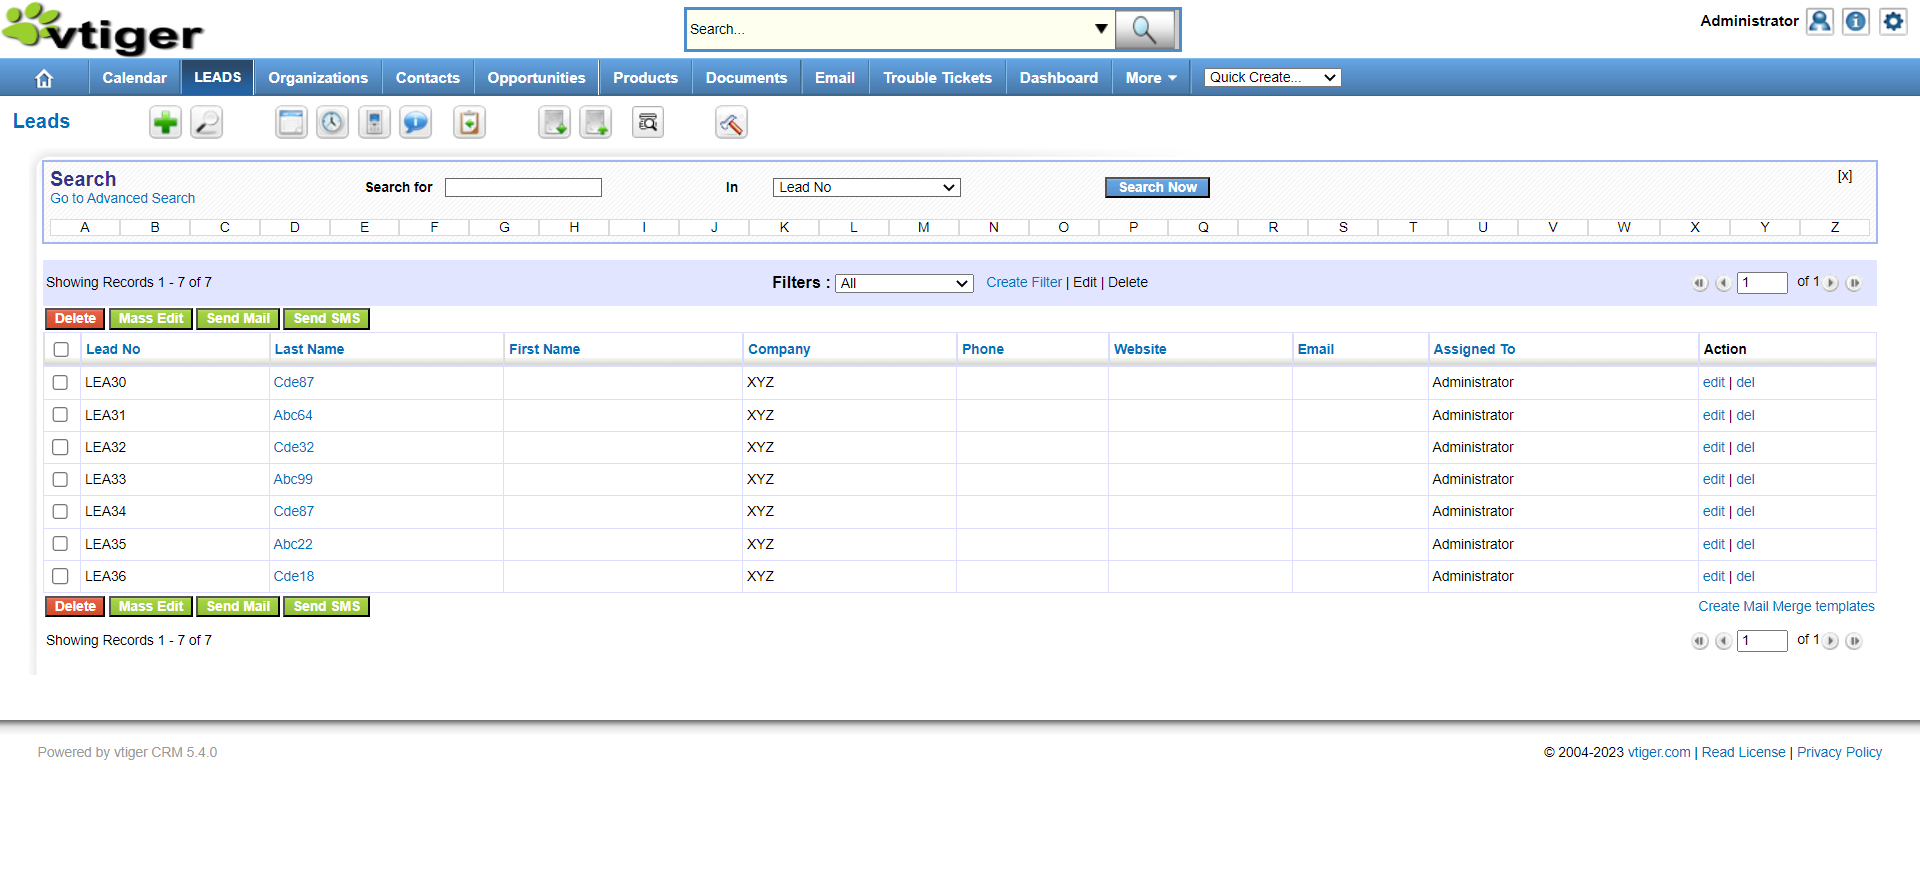 vtiger
Search...
Administrator
Calendar LEADS Organizations Contacts Opportunities Products Documents Email Trouble Tickets Dashboard More Quick Create...
Leads
Search
Go to Advanced Search
Search for In Lead No Search Now [x]
A B C D E F G H I J K L M N O P Q R S T U V W X Y Z
Showing Records 1 - 7 of 7 Filters : All Create Filter | Edit | Delete 1 of 1
Delete Mass Edit Send Mail Send SMS
Lead No Last Name First Name Company Phone Website Email Assigned To Action
LEA30 Cde87 XYZ Administrator edit | del
LEA31 Abc64 XYZ Administrator edit | del
LEA32 Cde32 XYZ Administrator edit | del
LEA33 Abc99 XYZ Administrator edit | del
LEA34 Cde87 XYZ Administrator edit | del
LEA35 Abc22 XYZ Administrator edit | del
LEA36 Cde18 XYZ Administrator edit | del
Delete Mass Edit Send Mail Send SMS Create Mail Merge templates
Showing Records 1 - 7 of 7 1 of 1
Powered by vtiger CRM 5.4.0 © 2004-2023 vtiger.com | Read License | Privacy Policy